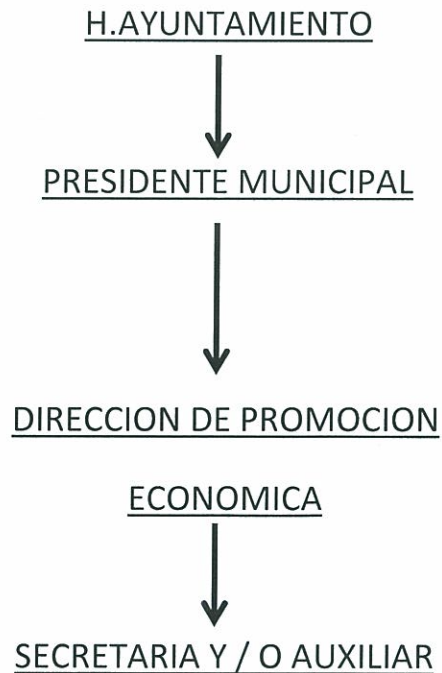 H.AYUNTAMIENTO
PRESIDENTE MUNICIPAL
DIRECCION DE PROMOCION
ECONOMICA
SECRETARIA Y / O AUXILIAR